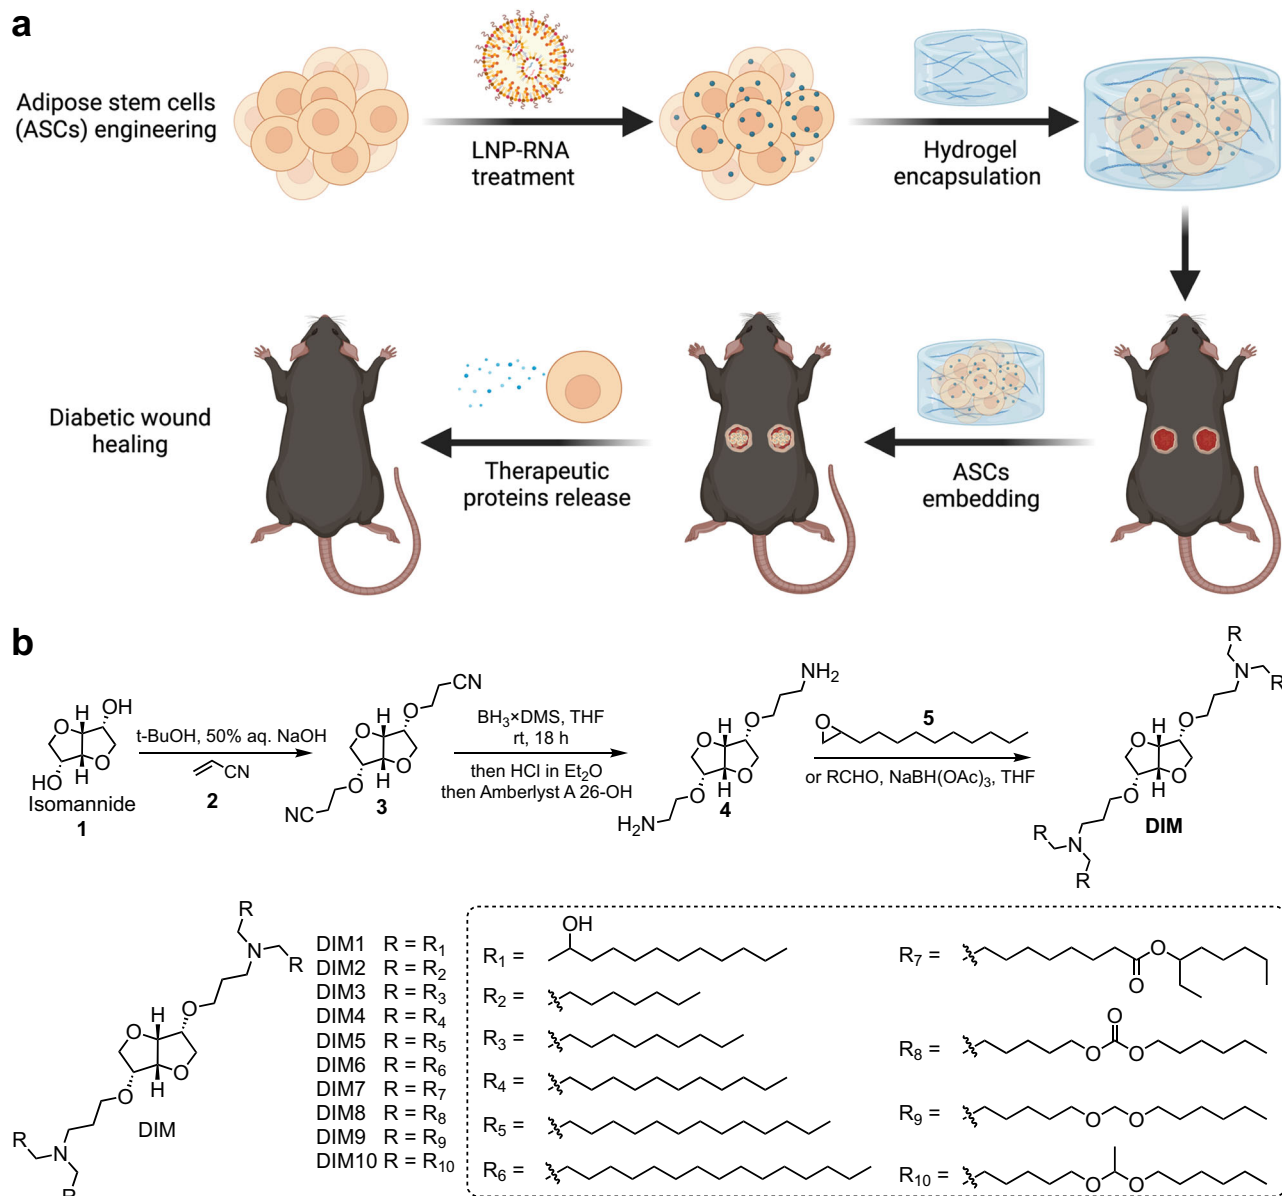 a
Adipose stem cells
(ASCs) engineering
LNP-RNA
treatment
Hydrogel
encapsulation
Diabetic wound
healing
Therapeutic
proteins release
ASCs
embedding
b
OH
H
O
O
H
HO
Isomannide
1
t-BuOH, 50% aq. NaOH
CN
2
CN
O
H
O
O
H
O
NC
3
BH₃×DMS, THF
rt, 18 h
then HCl in Et₂O
then Amberlyst A 26-OH
NH₂
O
H
O
O
H
O
H₂N
4
5
O
or RCHO, NaBH(OAc)₃, THF
R
N
R
O
H
O
O
H
O
DIM
R
N
R
R
N
R
O
H
O
O
H
O
DIM
R
N
R
DIM1 R = R₁
DIM2 R = R₂
DIM3 R = R₃
DIM4 R = R₄
DIM5 R = R₅
DIM6 R = R₆
DIM7 R = R₇
DIM8 R = R₈
DIM9 R = R₉
DIM10 R = R₁₀
OH
R₁ =
R₂ =
R₃ =
R₄ =
R₅ =
R₆ =
R₇ =
O
O
R₈ =
O
O
O
R₉ =
O
O
R₁₀ =
O
O